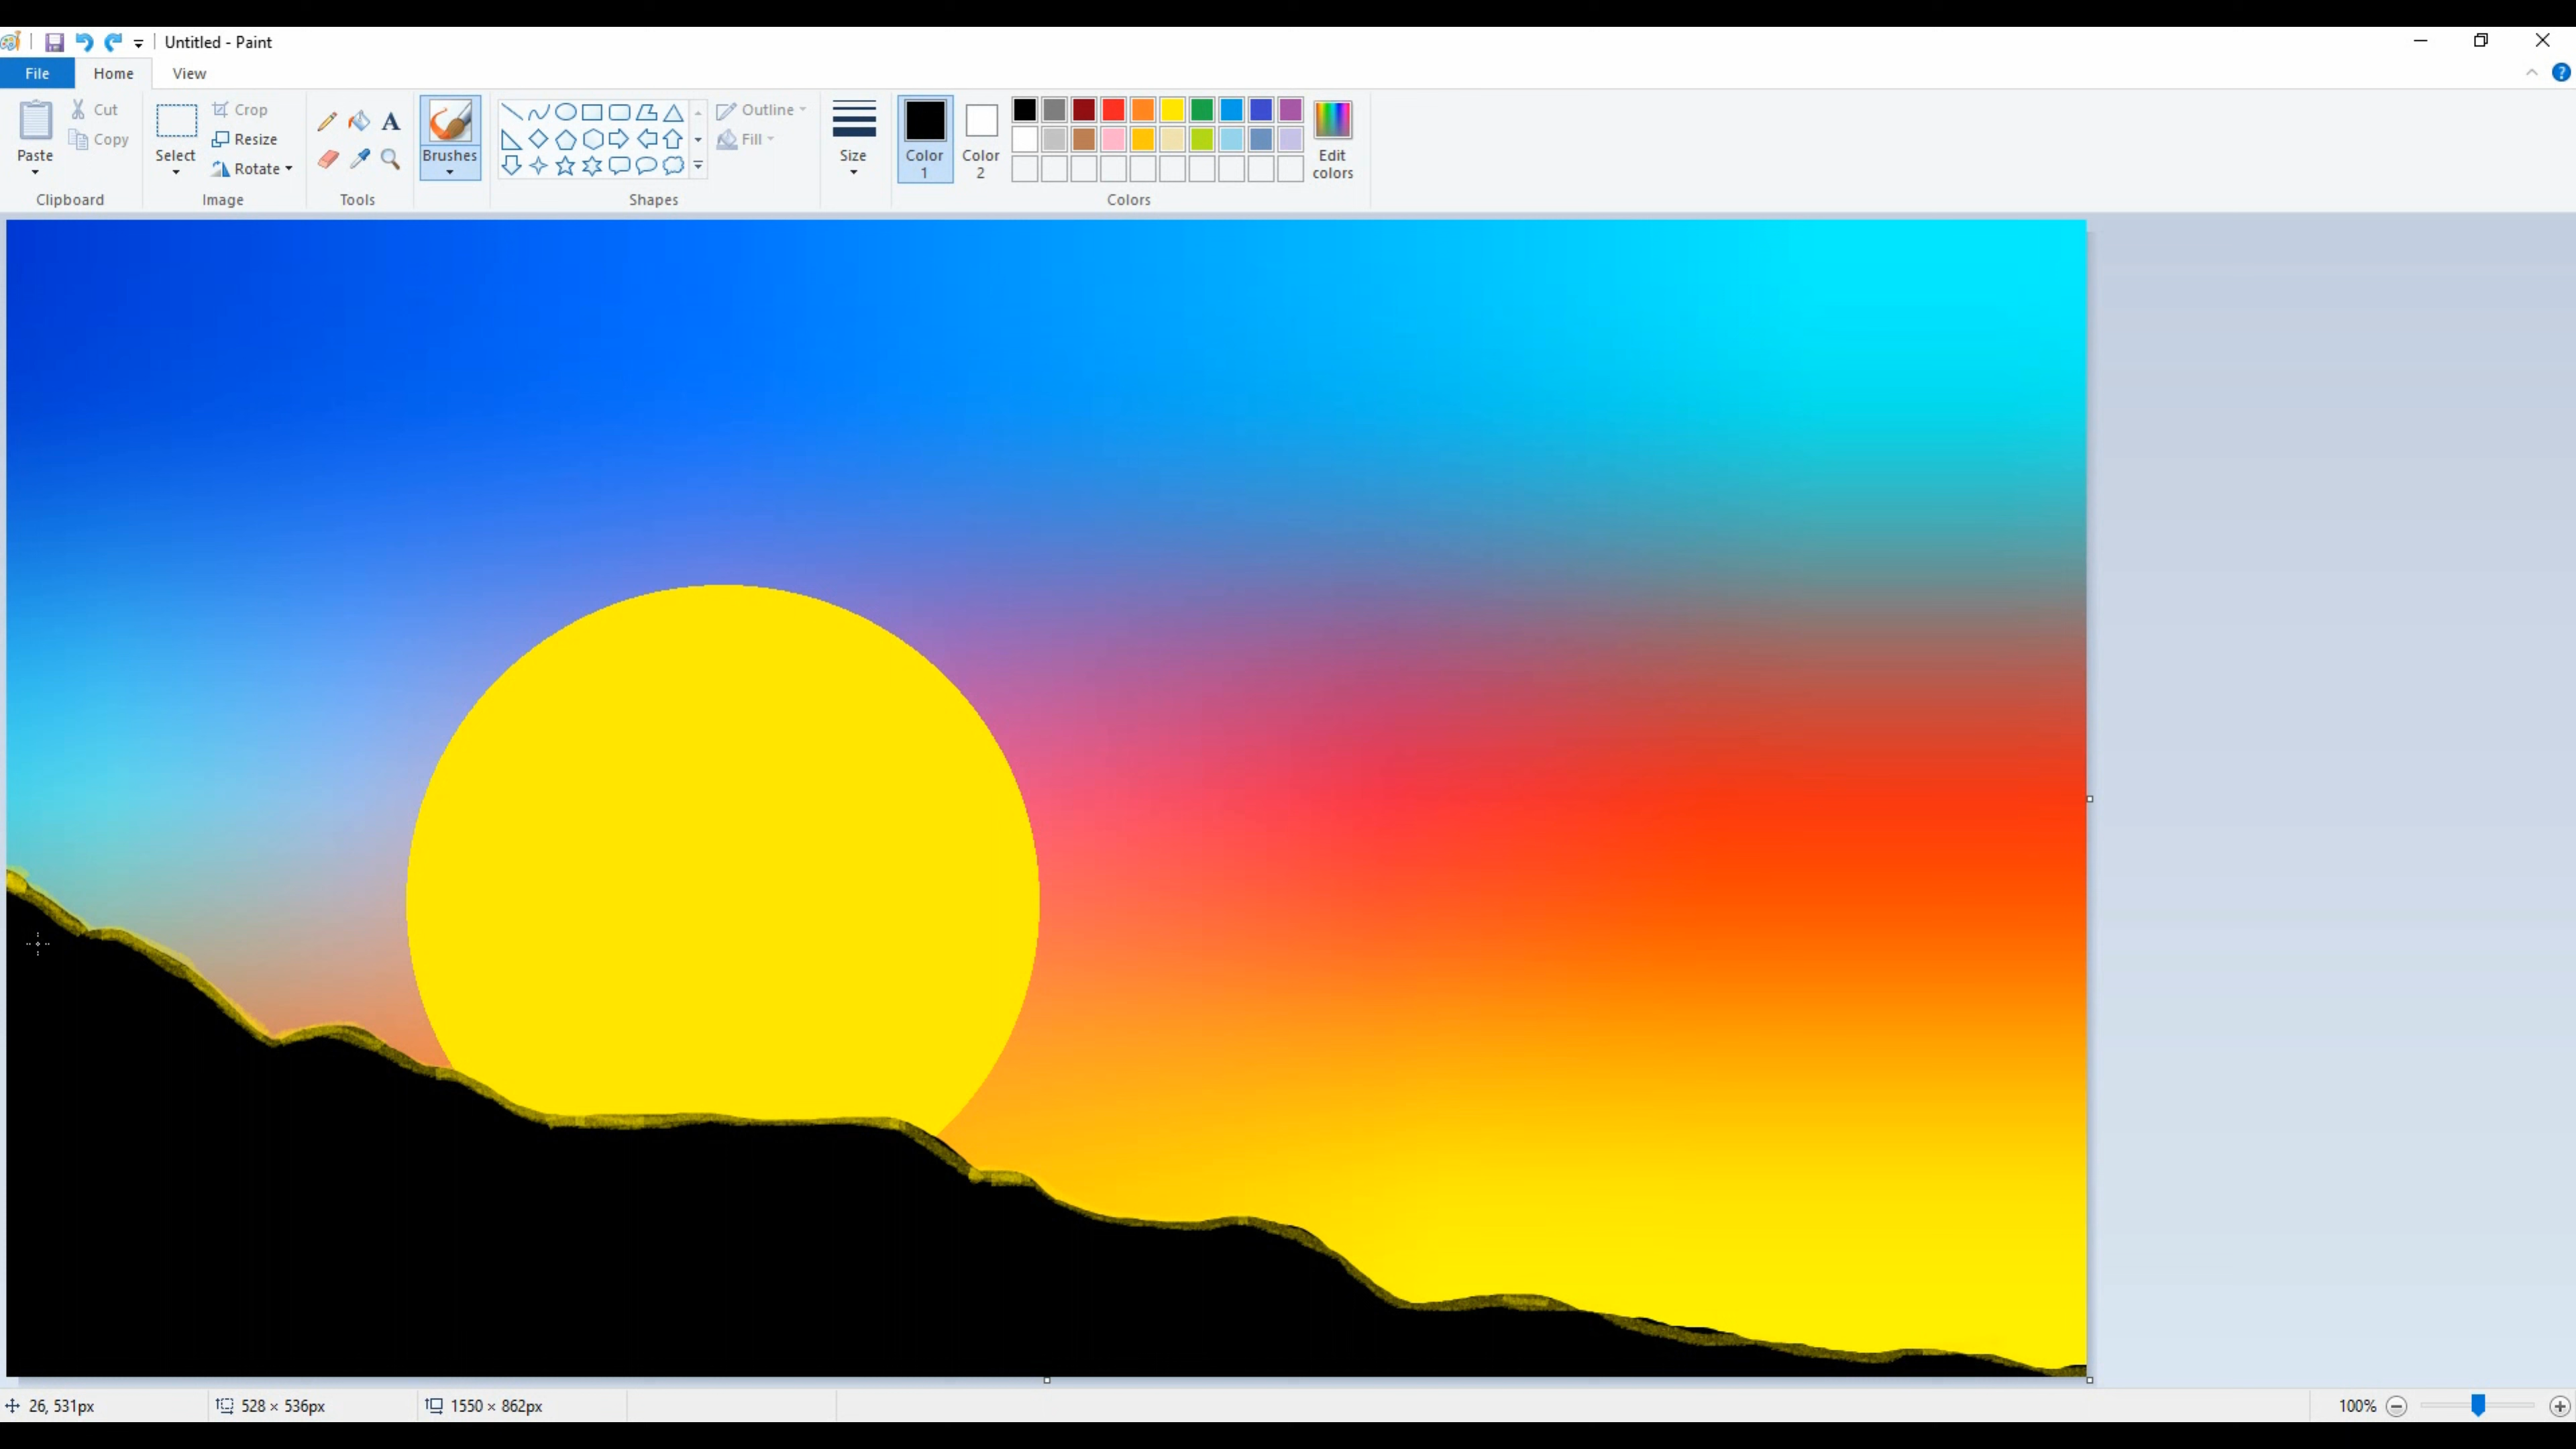 Untitled - Paint
File Home View
Paste
Cut
Copy
Clipboard
Select
Crop
Resize
Rotate
Image
A
Tools
Brushes
Outline
Fill
Shapes
Size
Color
1
Color
2
Edit
colors
Colors
26, 531px
528 × 536px
1550 × 862px
100%